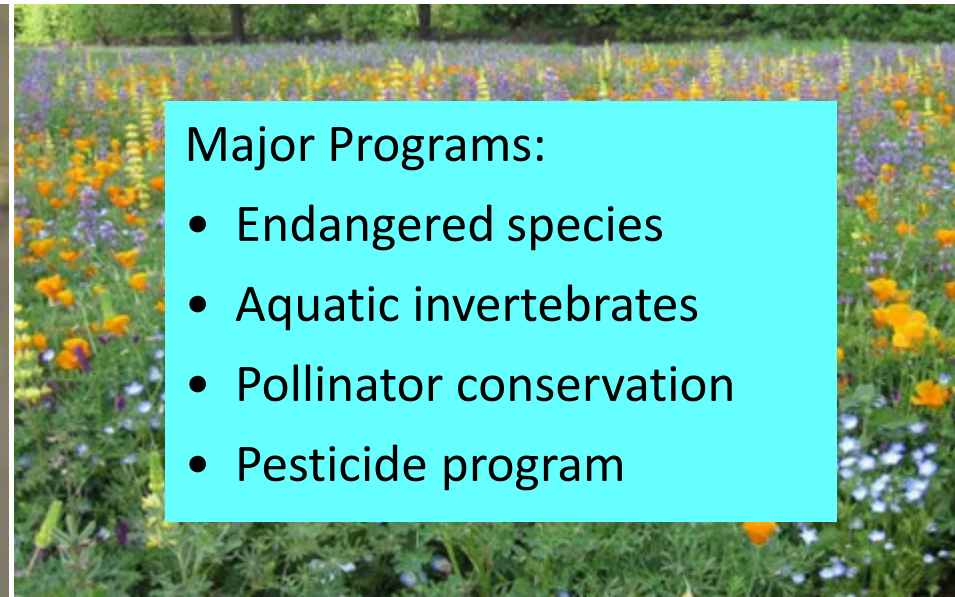 Major Programs:
• Endangered species
• Aquatic invertebrates
• Pollinator conservation
• Pesticide program